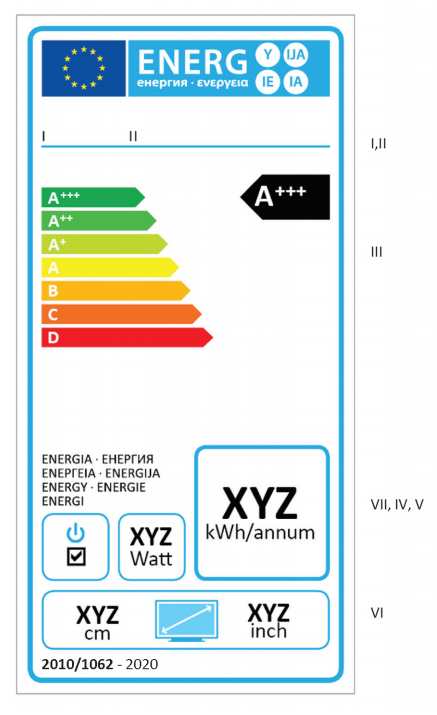 ENERG Y IJA
енергия · ενεργεια IE IA
I II
I,II
A+++
A+++
A++
A+
III
A
B
C
D
ENERGIA · ЕНЕРГИЯ
ΕΝΕΡΓΕΙΑ · ENERGIJA
ENERGY · ENERGIE
ENERGI
XYZ
kWh/annum
VII, IV, V
XYZ
Watt
XYZ
cm
XYZ
inch
VI
2010/1062 - 2020